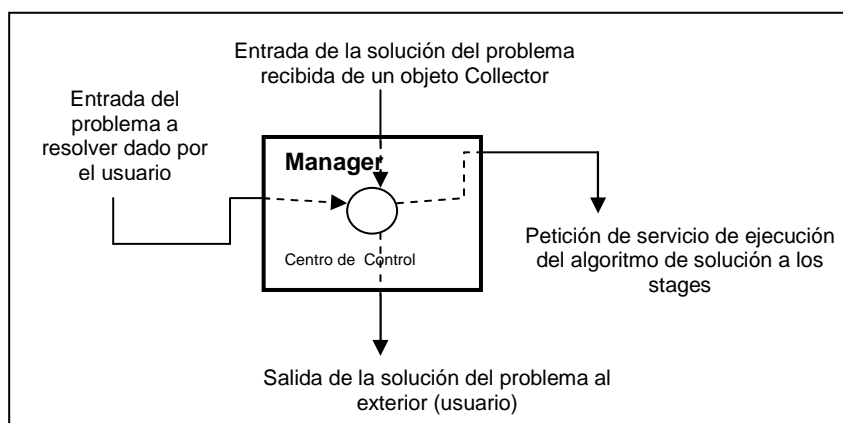 Entrada de la solución del problema
recibida de un objeto Collector
Entrada del
problema a
resolver dado por
el usuario
Manager
Centro de Control
Petición de servicio de ejecución
del algoritmo de solución a los
stages
Salida de la solución del problema al
exterior (usuario)